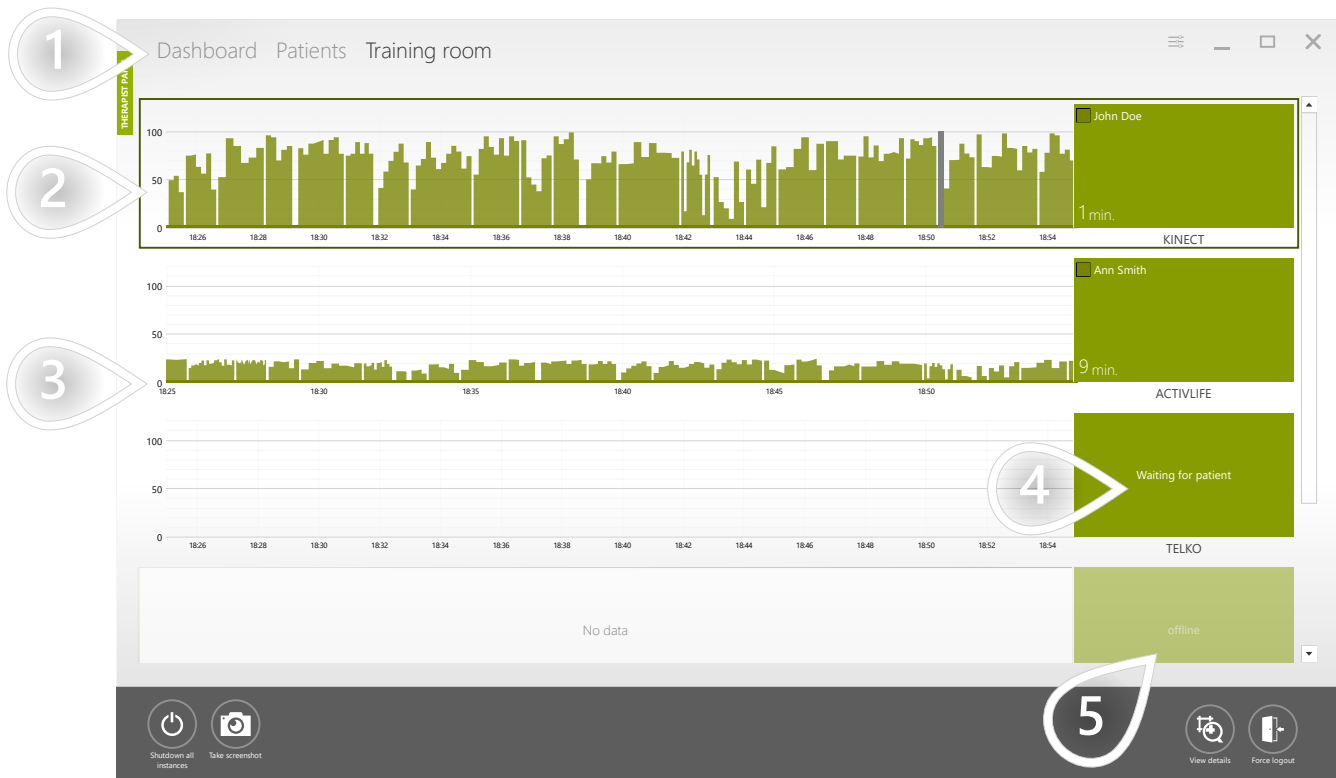 1
Dashboard Patients Training room
THERAPIST PA
2
100
50
0
18:26 18:28 18:30 18:32 18:34 18:36 18:38 18:40 18:42 18:44 18:46 18:48 18:50 18:52 18:54
John Doe
1 min.
KINECT
3
100
50
0
18:25 18:30 18:35 18:40 18:45 18:50
Ann Smith
9 min.
ACTIVLIFE
100
50
0
18:26 18:28 18:30 18:32 18:34 18:36 18:38 18:40 18:42 18:44 18:46 18:48 18:50 18:52 18:54
4
Waiting for patient
TELKO
No data
offline
5
Shutdown all
instances
Take screenshot
View details
Force logout